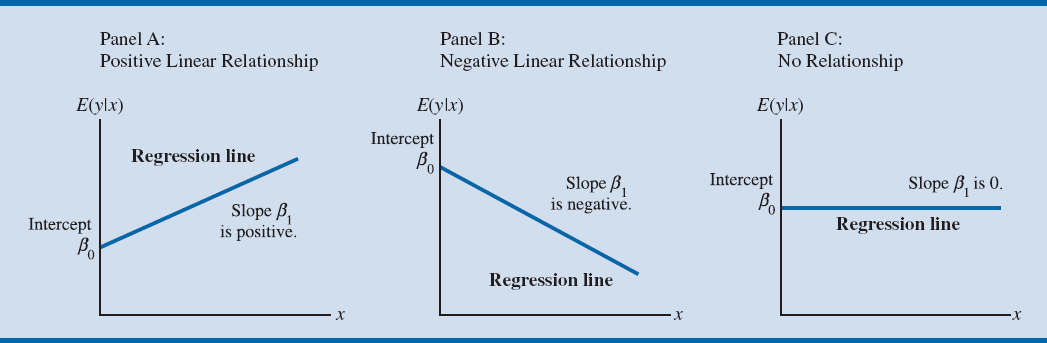 Panel A:
Positive Linear Relationship
E(y|x)
Regression line
Slope β1
is positive.
Intercept
β0
x
Panel B:
Negative Linear Relationship
E(y|x)
Intercept
β0
Slope β1
is negative.
Regression line
x
Panel C:
No Relationship
E(y|x)
Intercept
β0
Slope β1 is 0.
Regression line
x